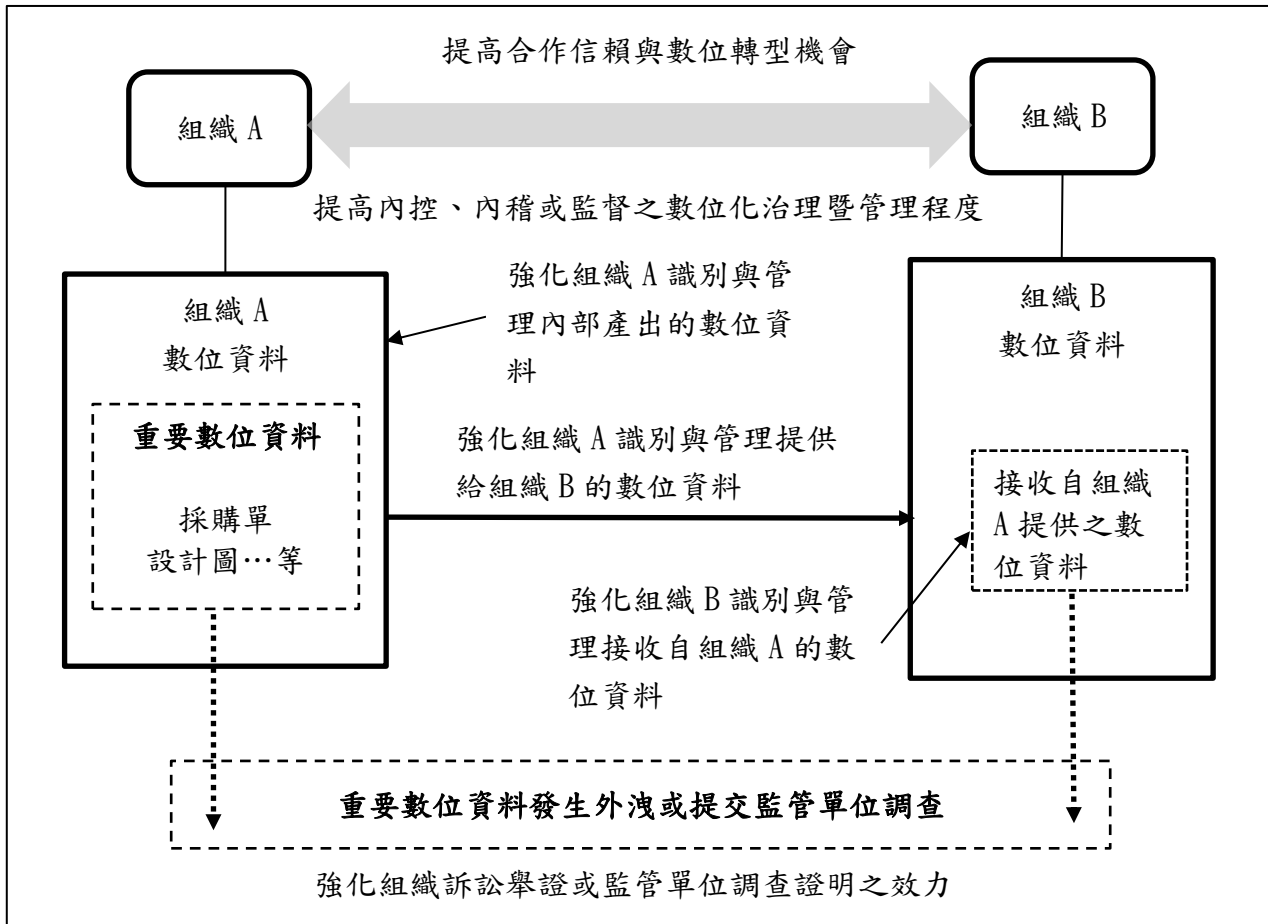 提高合作信賴與數位轉型機會
組織 A
組織 B
提高內控、內稽或監督之數位化治理暨管理程度
組織 A
數位資料
強化組織 A 識別與管
理內部產出的數位資
料
組織 B
數位資料
重要數位資料
採購單
設計圖…等
強化組織 A 識別與管理提供
給組織 B 的數位資料
接收自組織
A 提供之數
位資料
強化組織 B 識別與管
理接收自組織 A 的數
位資料
重要數位資料發生外洩或提交監管單位調查
強化組織訴訟舉證或監管單位調查證明之效力